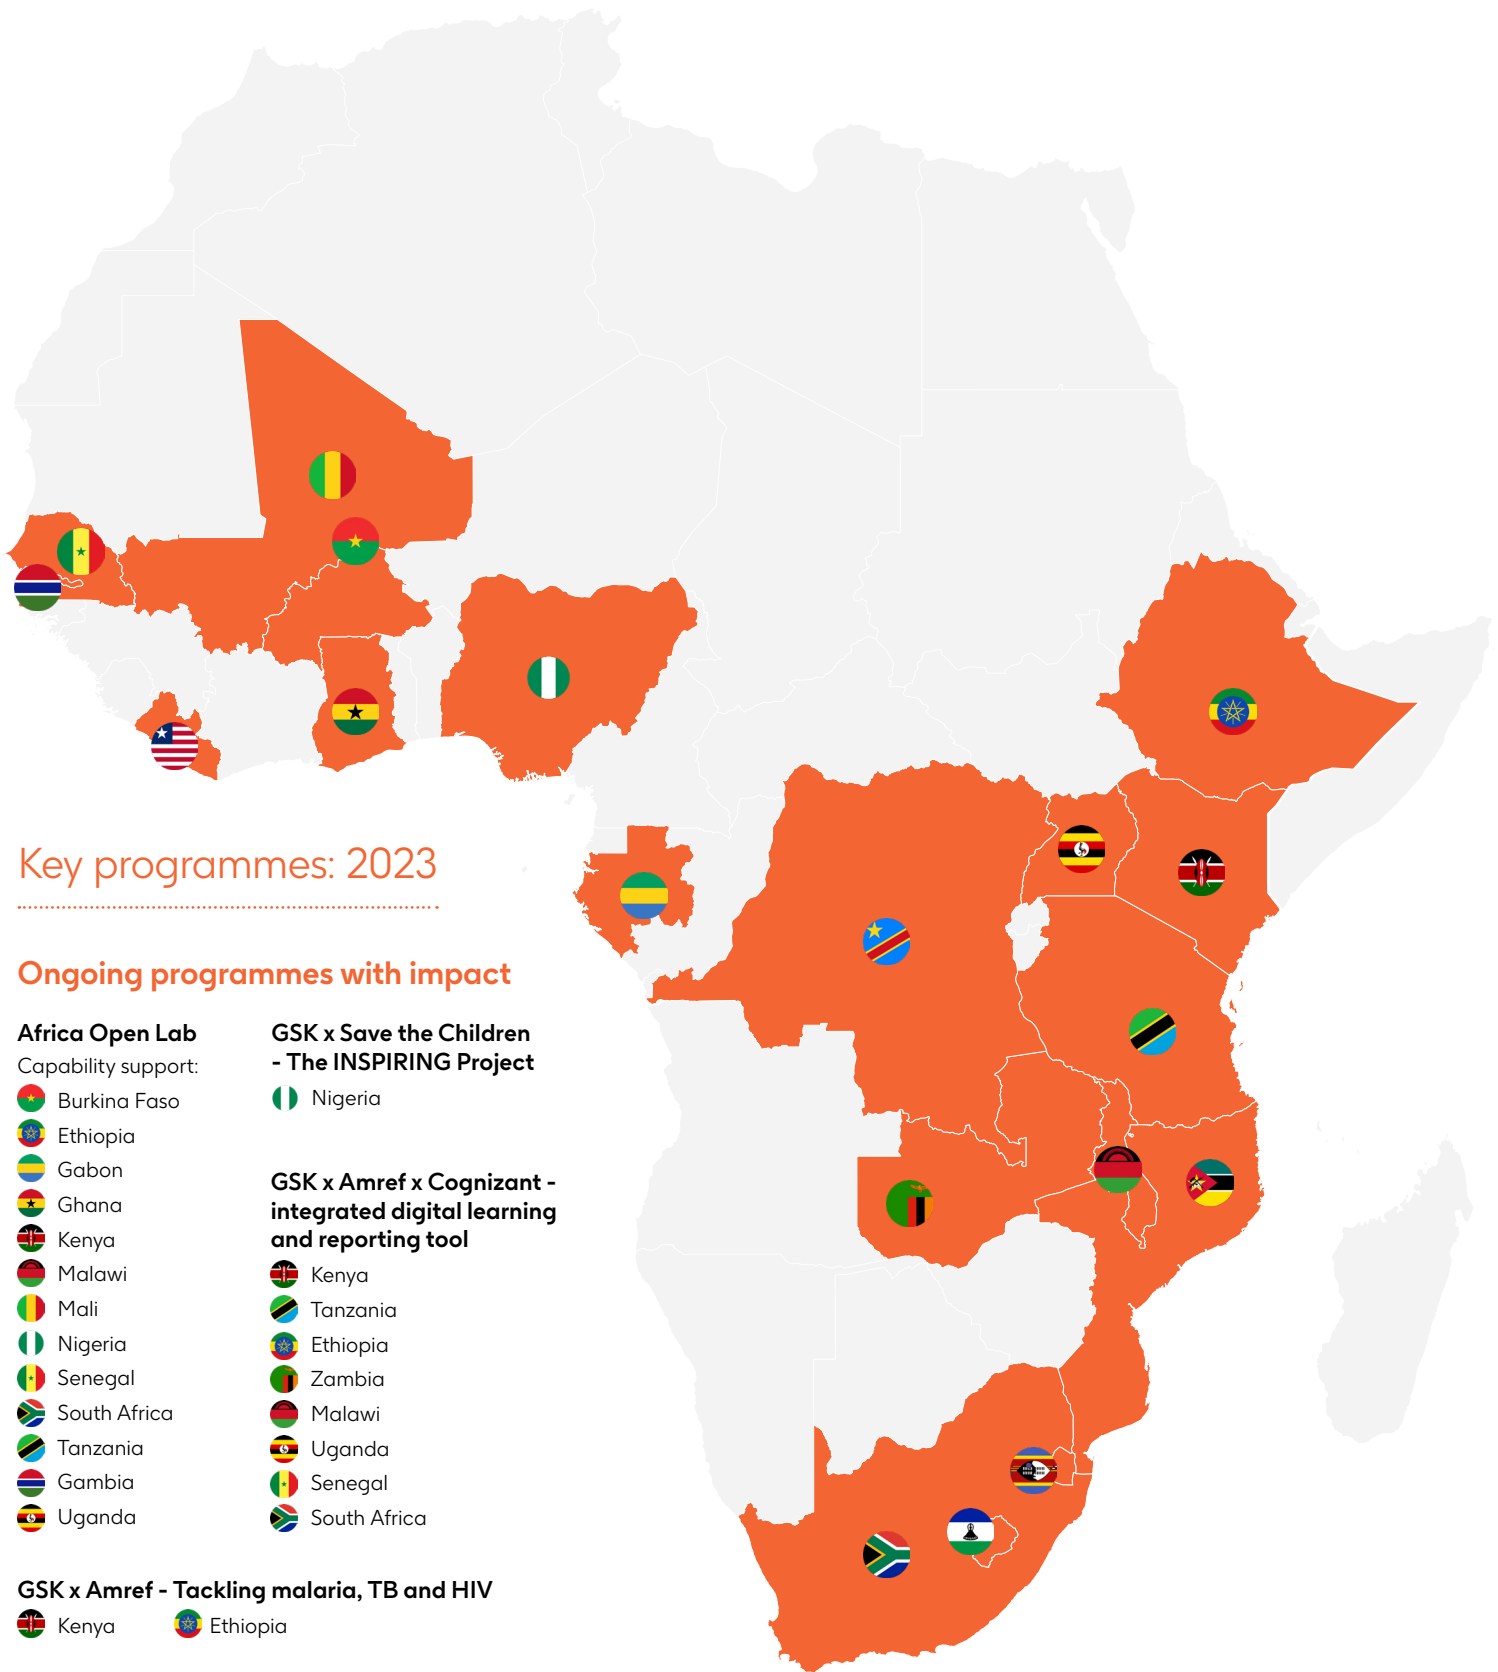 Key programmes: 2023
Ongoing programmes with impact
Africa Open Lab
Capability support:
Burkina Faso
Ethiopia
Gabon
Ghana
Kenya
Malawi
Mali
Nigeria
Senegal
South Africa
Tanzania
Gambia
Uganda
GSK x Save the Children
- The INSPIRING Project
Nigeria
GSK x Amref x Cognizant -
integrated digital learning
and reporting tool
Kenya
Tanzania
Ethiopia
Zambia
Malawi
Uganda
Senegal
South Africa
GSK x Amref - Tackling malaria, TB and HIV
Kenya
Ethiopia